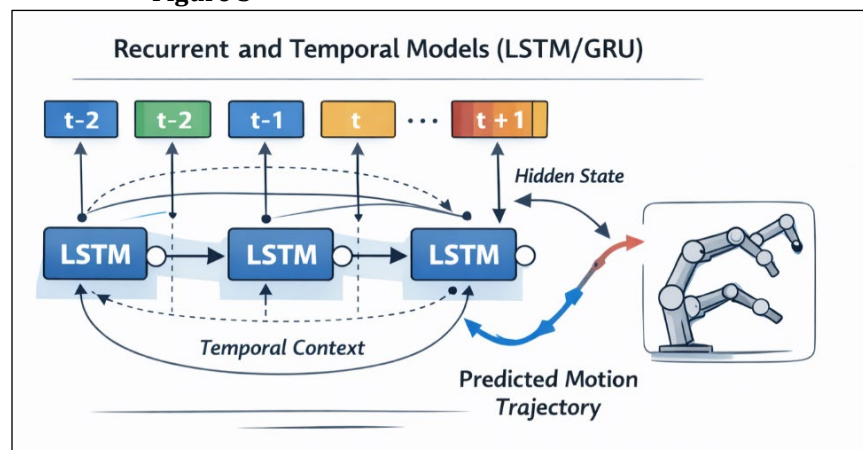 Recurrent and Temporal Models (LSTM/GRU)
t-2 t-2 t-1 t ... t+1
Hidden State
LSTM LSTM LSTM
Temporal Context
Predicted Motion
Trajectory